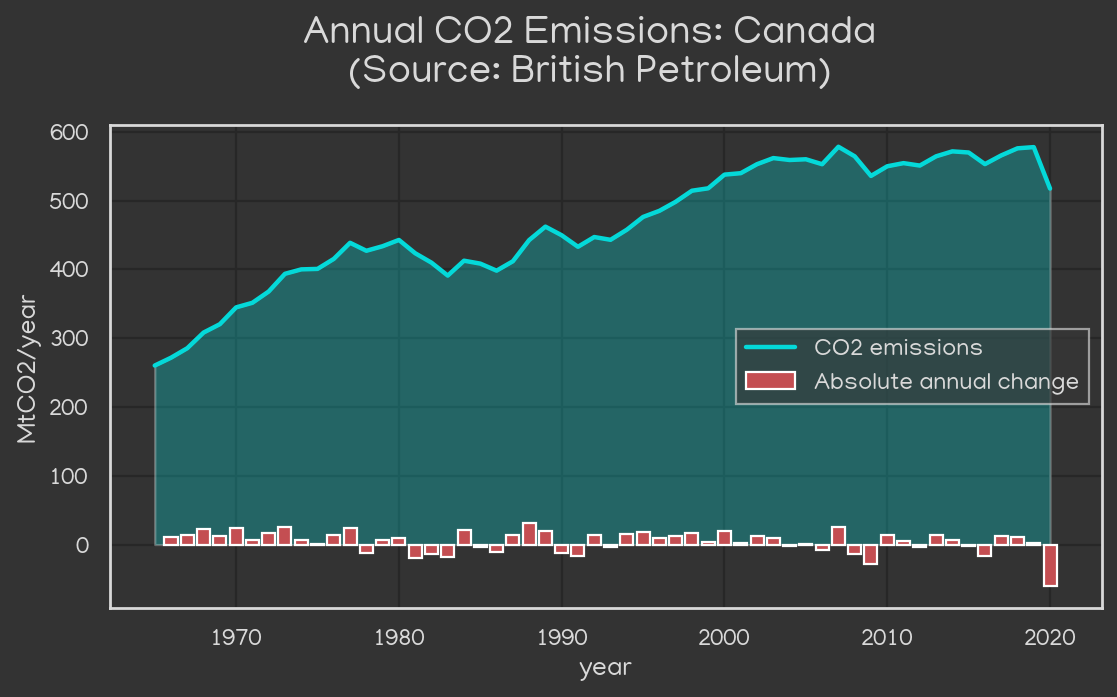 Annual CO2 Emissions: Canada
(Source: British Petroleum)
600
500
400
300
200
100
0
MtCO2/year
CO2 emissions
Absolute annual change
1970 1980 1990 2000 2010 2020
year